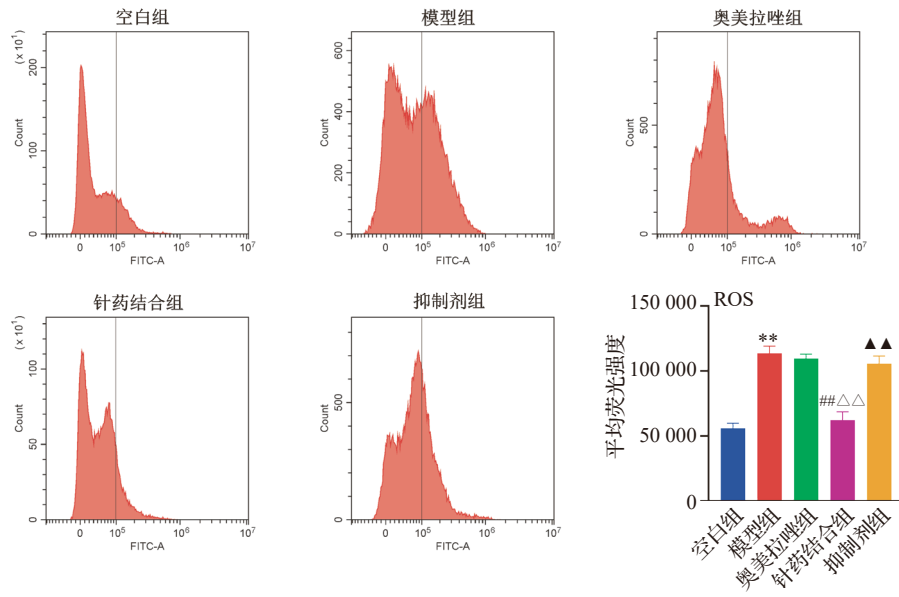 空白组
(x 10¹)
Count
200
100
0
0
10⁵
10⁶
10⁷
FITC-A
模型组
Count
600
400
200
0
0
10⁵
10⁶
10⁷
FITC-A
奥美拉唑组
Count
500
0
0
10⁵
10⁶
10⁷
FITC-A
针药结合组
(x 10¹)
Count
100
50
0
0
10⁵
10⁶
10⁷
FITC-A
抑制剂组
Count
500
0
0
10⁵
10⁶
10⁷
FITC-A
ROS
平均荧光强度
150 000
100 000
50 000
0
**
##△△
▲▲
空白组
模型组
奥美拉唑组
针药结合组
抑制剂组